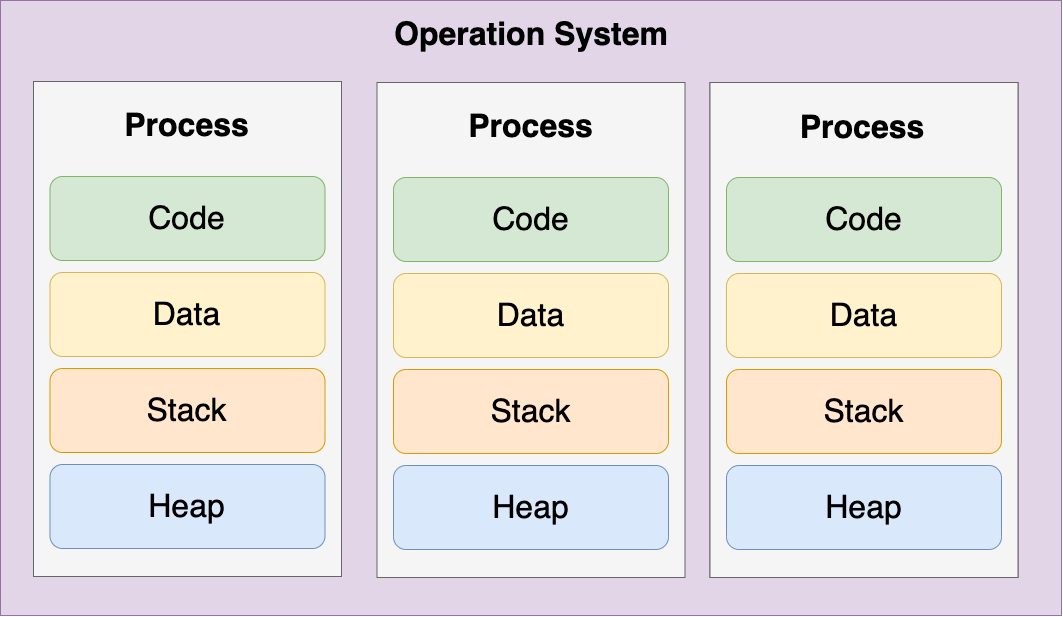 Operation System
Process
Code
Data
Stack
Heap
Process
Code
Data
Stack
Heap
Process
Code
Data
Stack
Heap